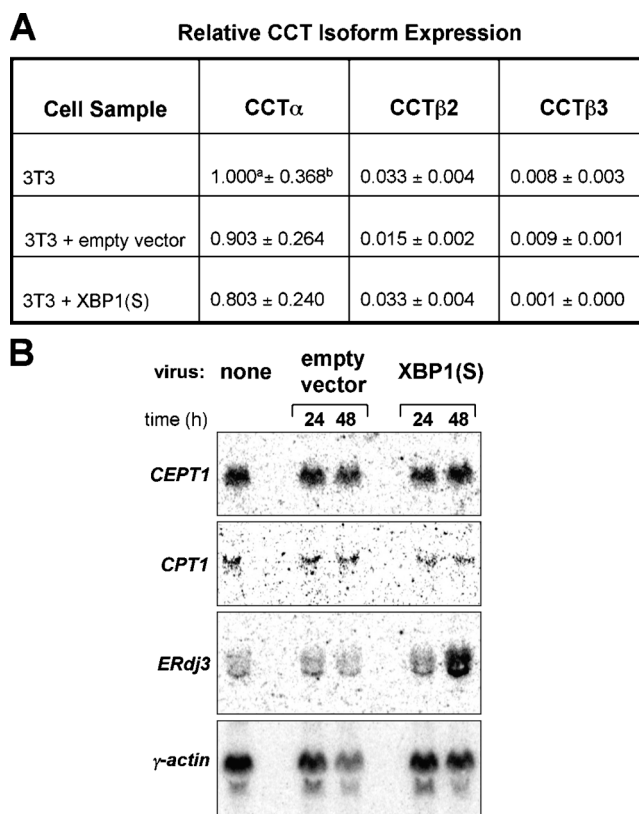 A
Relative CCT Isoform Expression
Cell Sample CCTα CCTβ2 CCTβ3
3T3 1.000ᵃ± 0.368ᵇ 0.033 ± 0.004 0.008 ± 0.003
3T3 + empty vector 0.903 ± 0.264 0.015 ± 0.002 0.009 ± 0.001
3T3 + XBP1(S) 0.803 ± 0.240 0.033 ± 0.004 0.001 ± 0.000
B
virus: none empty vector XBP1(S)
time (h) 24 48 24 48
CEPT1
CPT1
ERdj3
γ-actin